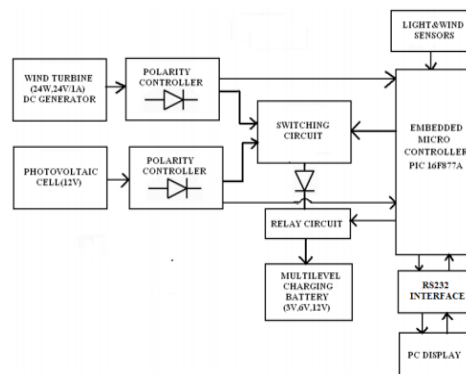 LIGHT&WIND
SENSORS
WIND TURBINE
(24W,24V/1A)
DC GENERATOR
POLARITY
CONTROLLER
SWITCHING
CIRCUIT
EMBEDDED
MICRO
CONTROLLER
PIC 16F877A
PHOTOVOLTAIC
CELL(12V)
POLARITY
CONTROLLER
RELAY CIRCUIT
MULTILEVEL
CHARGING
BATTERY
(3V,6V,12V)
RS232
INTERFACE
PC DISPLAY